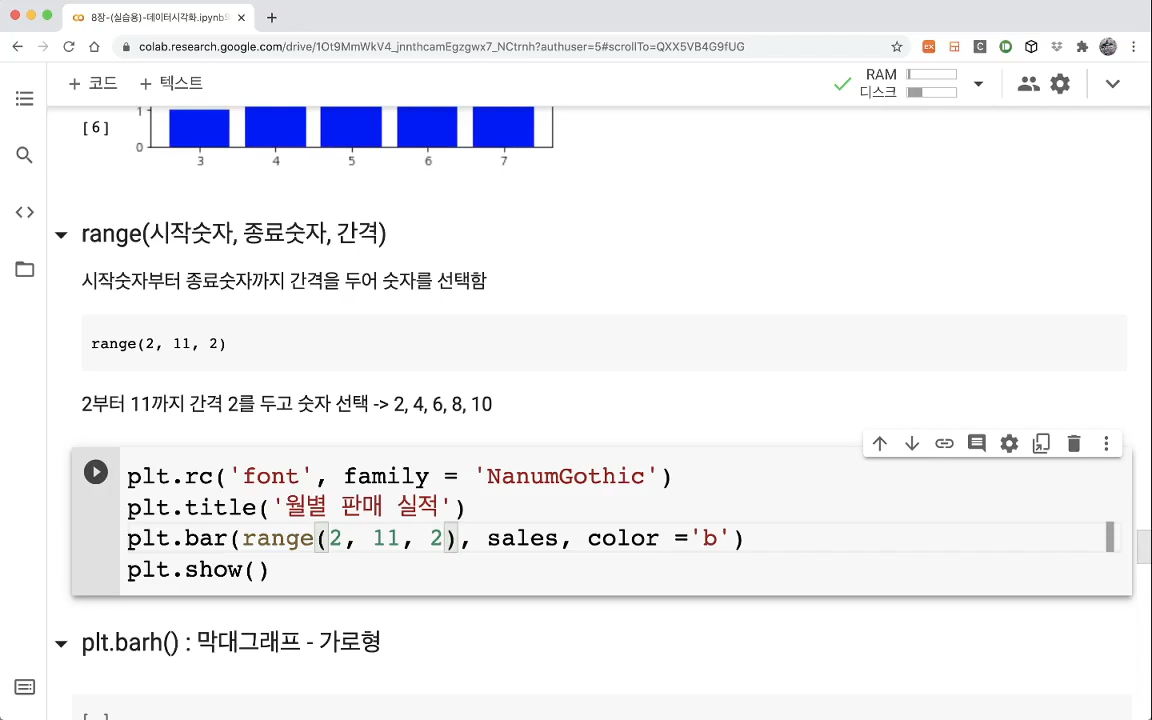 8장-(실습용)-데이터시각화.ipynb
colab.research.google.com/drive/1Ot9MmWkV4_jnnthcamEgzgwx7_NCtrnh?authuser=5#scrollTo=QXX5VB4G9fUG
+ 코드 + 텍스트
RAM
디스크
[6]
1
0
3 4 5 6 7
range(시작숫자, 종료숫자, 간격)
시작숫자부터 종료숫자까지 간격을 두어 숫자를 선택함
range(2, 11, 2)
2부터 11까지 간격 2를 두고 숫자 선택 -> 2, 4, 6, 8, 10
plt.rc('font', family = 'NanumGothic')
plt.title('월별 판매 실적')
plt.bar(range(2, 11, 2), sales, color ='b')
plt.show()
plt.barh() : 막대그래프 - 가로형
[ ]